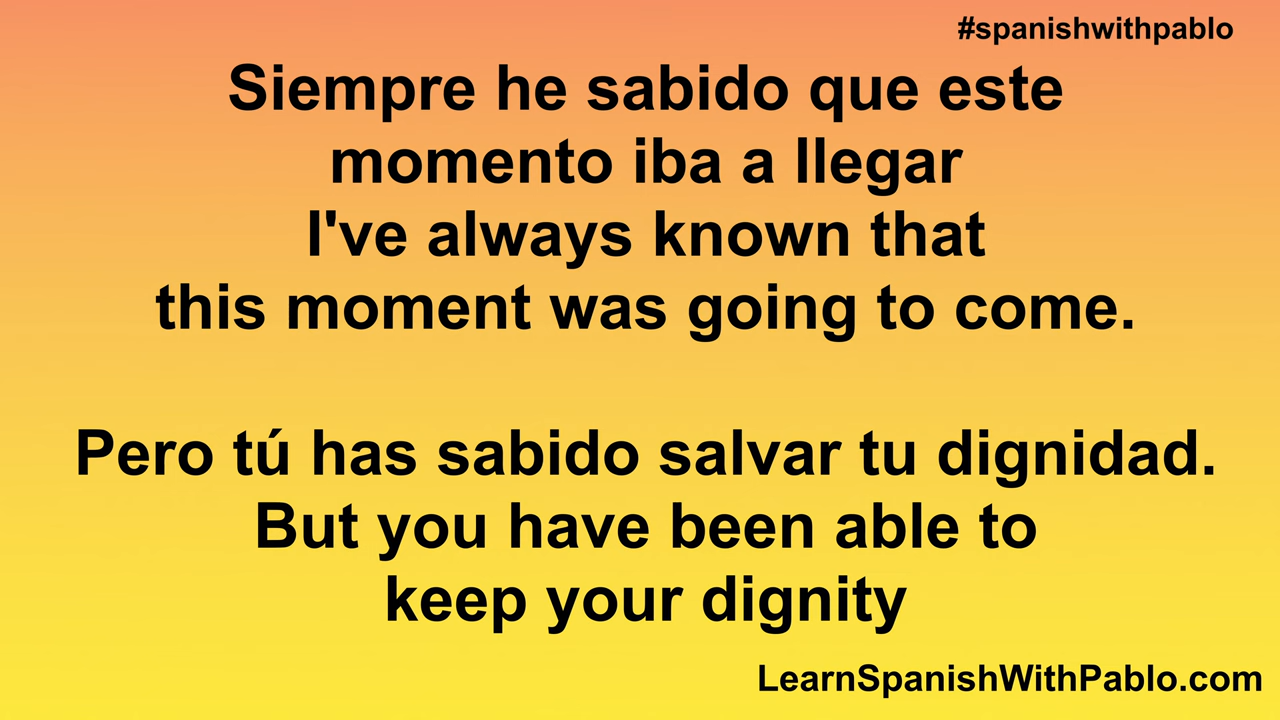 #spanishwithpablo
Siempre he sabido que este
momento iba a llegar
I've always known that
this moment was going to come.
Pero tú has sabido salvar tu dignidad.
But you have been able to
keep your dignity
LearnSpanishWithPablo.com